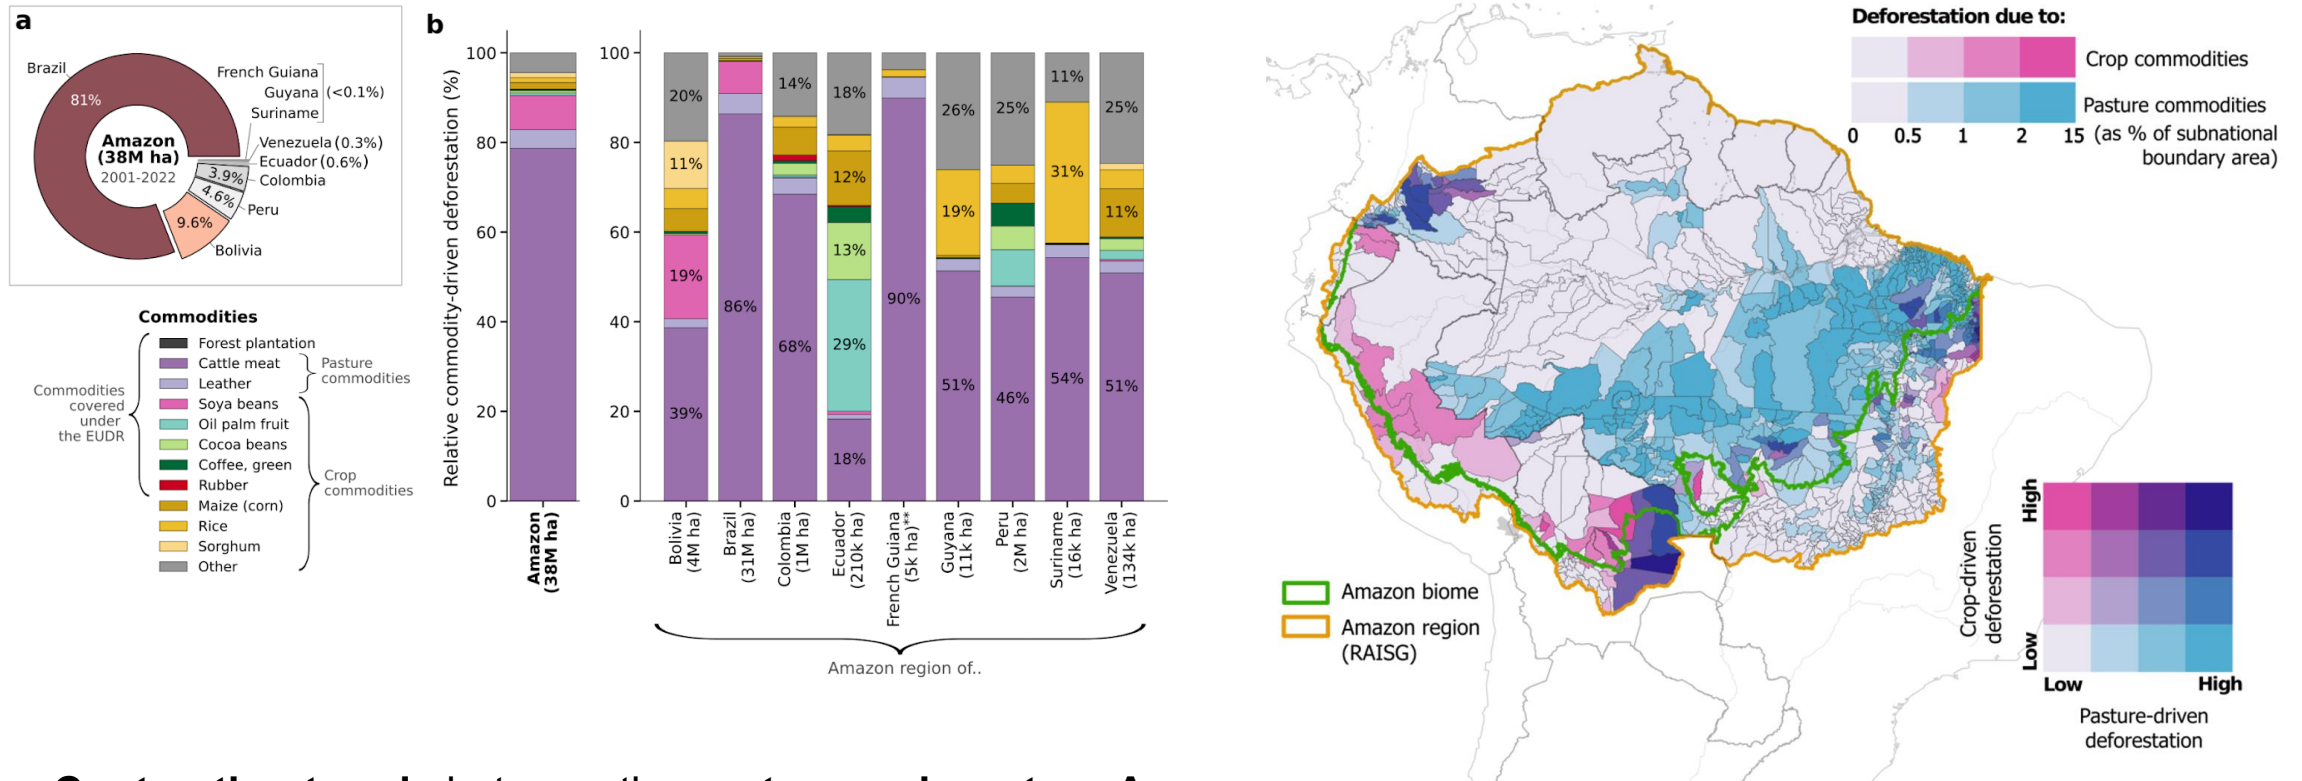 a
Brazil
81%
French Guiana
Guyana (<0.1%)
Suriname
Amazon
(38M ha)
2001-2022
Venezuela (0.3%)
Ecuador (0.6%)
Colombia
3.9%
4.6%
Peru
9.6%
Bolivia
Commodities
Forest plantation
Cattle meat
Leather
Soya beans
Oil palm fruit
Cocoa beans
Coffee, green
Rubber
Maize (corn)
Rice
Sorghum
Other
Commodities
covered
under
the EUDR
Pasture
commodities
Crop
commodities
b
Relative commodity-driven deforestation (%)
100
80
60
40
20
0
Amazon
(38M ha)
100
80
60
40
20
0
20%
11%
19%
39%
86%
14%
68%
18%
12%
13%
29%
18%
90%
26%
19%
51%
25%
46%
11%
31%
54%
25%
11%
51%
Bolivia
(4M ha)
Brazil
(31M ha)
Colombia
(1M ha)
Ecuador
(210k ha)
French Guiana**
(5k ha)
Guyana
(11k ha)
Peru
(2M ha)
Suriname
(16k ha)
Venezuela
(134k ha)
Amazon region of..
Deforestation due to:
Crop commodities
Pasture commodities
0 0.5 1 2 15
(as % of subnational
boundary area)
Amazon biome
Amazon region
(RAISG)
High
Low
Crop-driven
deforestation
Low
High
Pasture-driven
deforestation